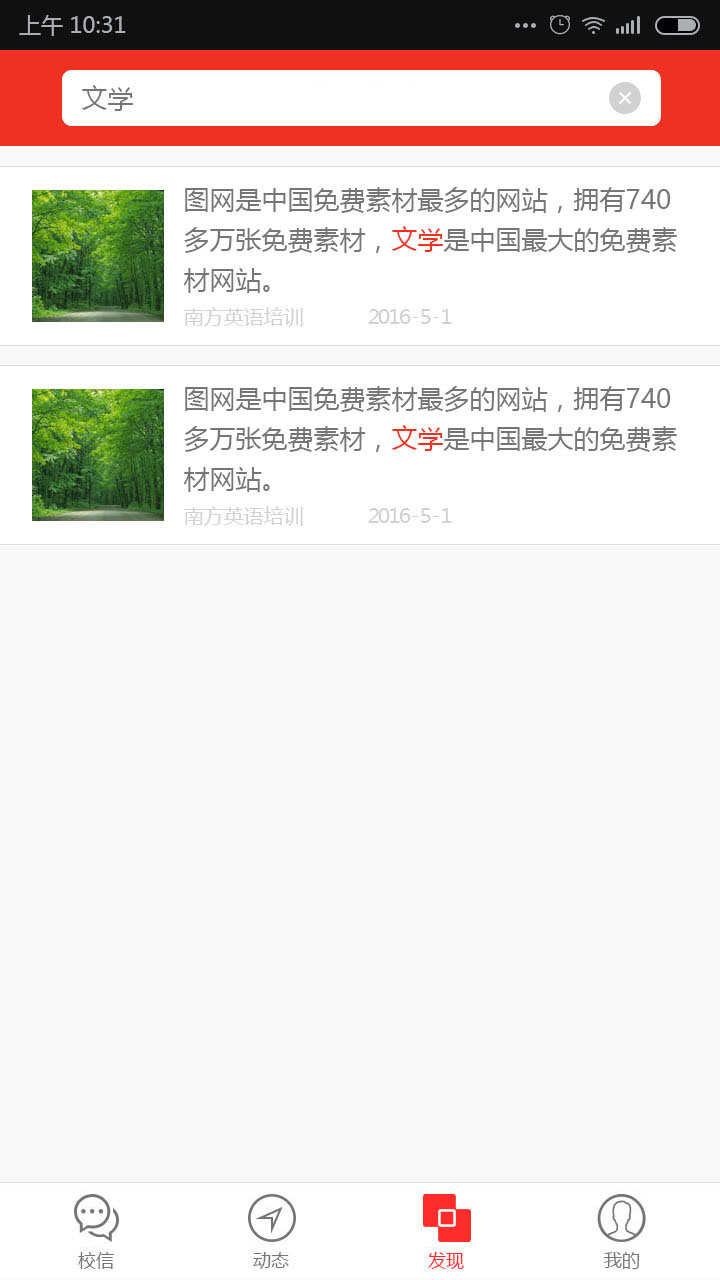 上午 10:31
文学
图网是中国免费素材最多的网站，拥有740
多万张免费素材，文学是中国最大的免费素
材网站。
南方英语培训 2016-5-1
图网是中国免费素材最多的网站，拥有740
多万张免费素材，文学是中国最大的免费素
材网站。
南方英语培训 2016-5-1
校信 动态 发现 我的